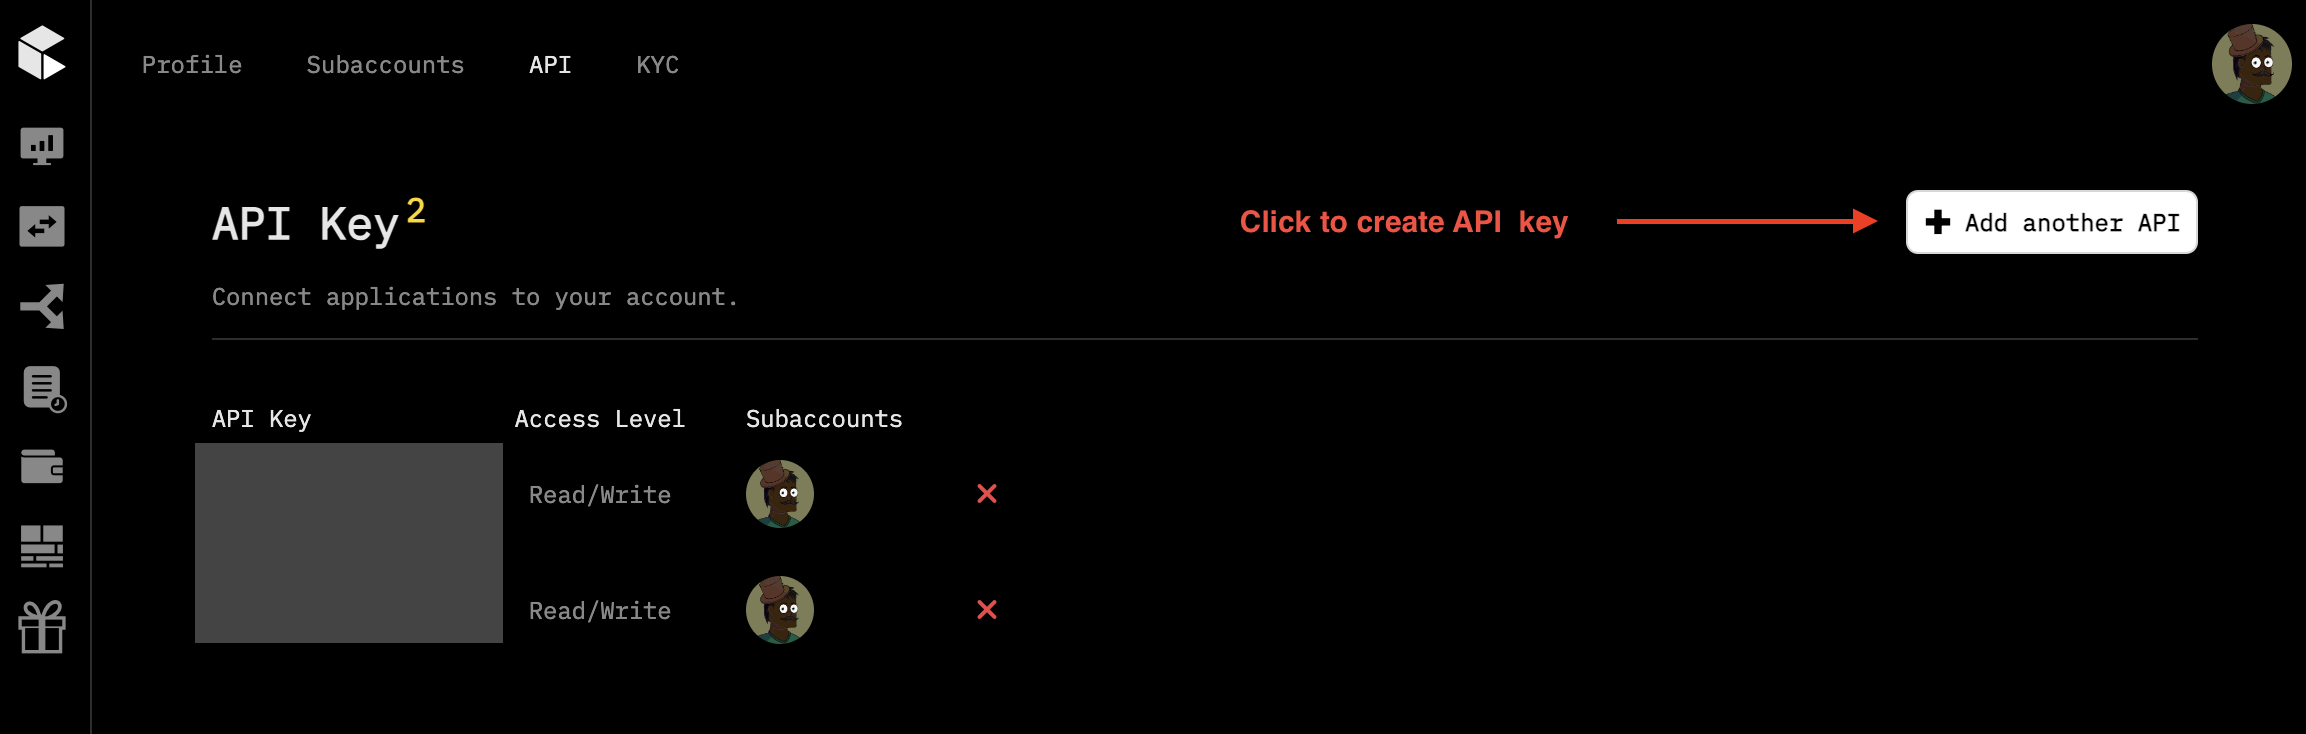 Profile Subaccounts API KYC
API Key 2
Click to create API key
+ Add another API
Connect applications to your account.
API Key Access Level Subaccounts
Read/Write
Read/Write